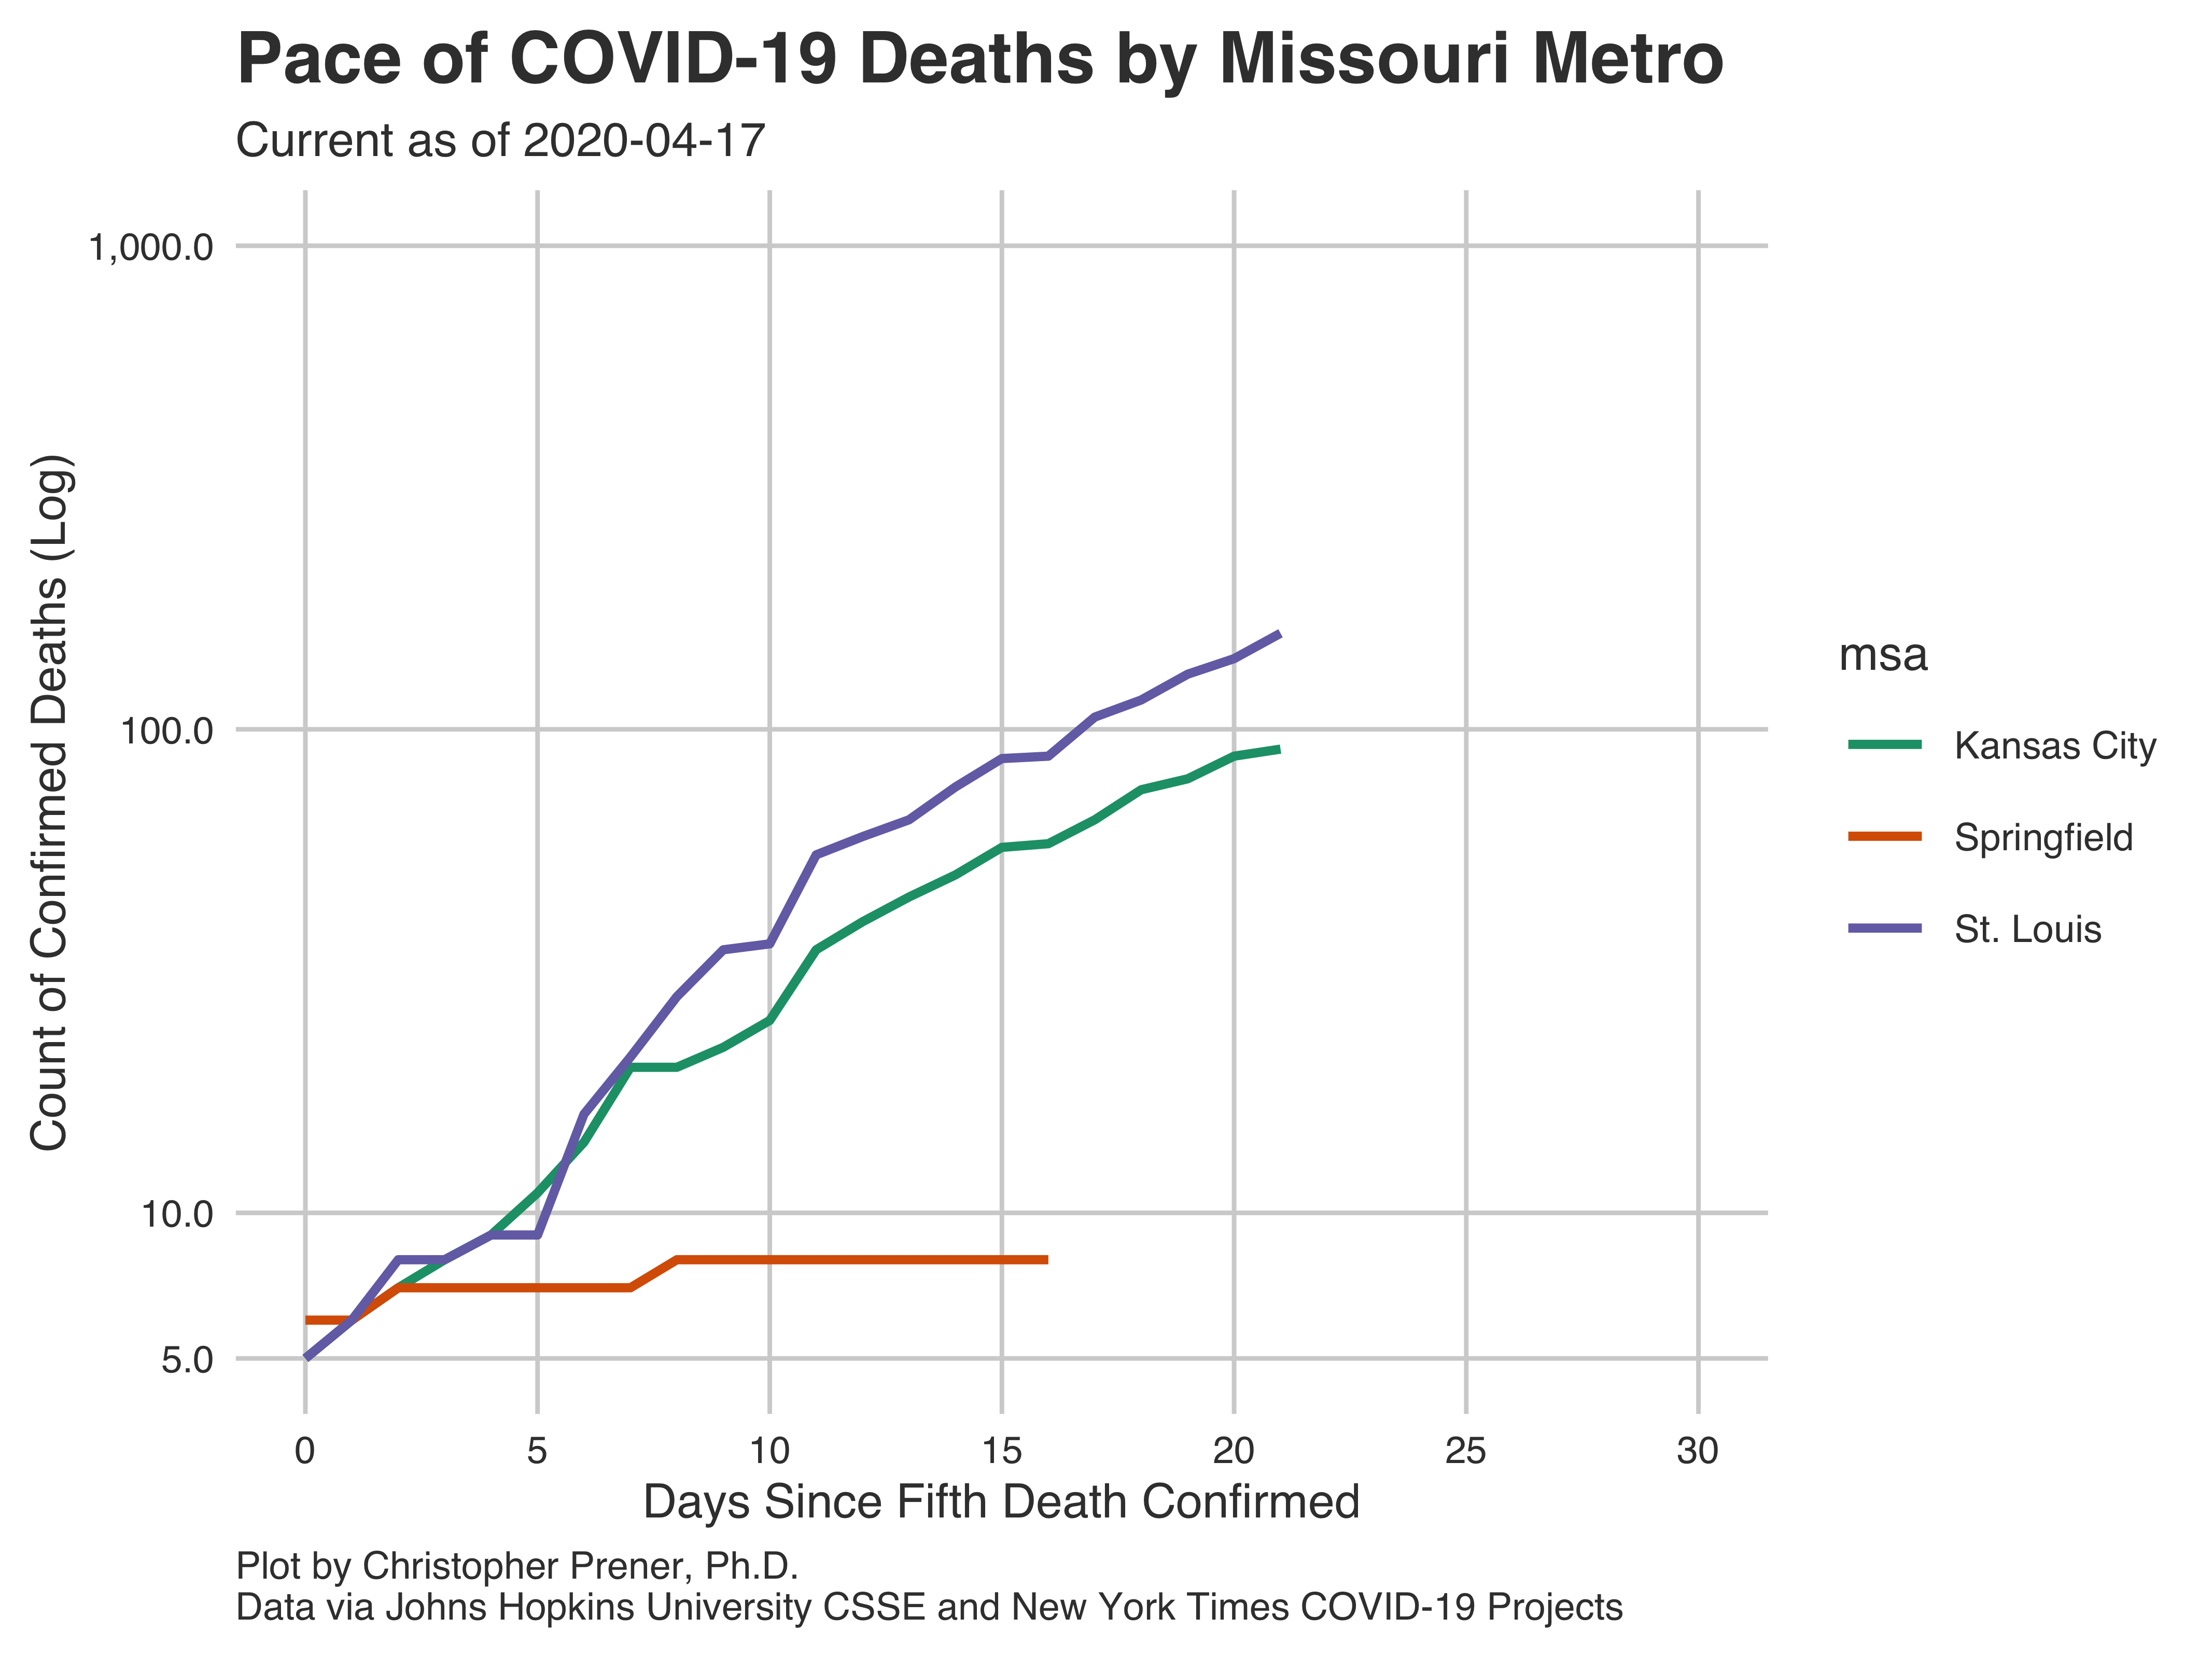 Pace of COVID-19 Deaths by Missouri Metro
Current as of 2020-04-17
Count of Confirmed Deaths (Log)
1,000.0
100.0
10.0
5.0
0 5 10 15 20 25 30
Days Since Fifth Death Confirmed
msa
Kansas City
Springfield
St. Louis
Plot by Christopher Prener, Ph.D.
Data via Johns Hopkins University CSSE and New York Times COVID-19 Projects